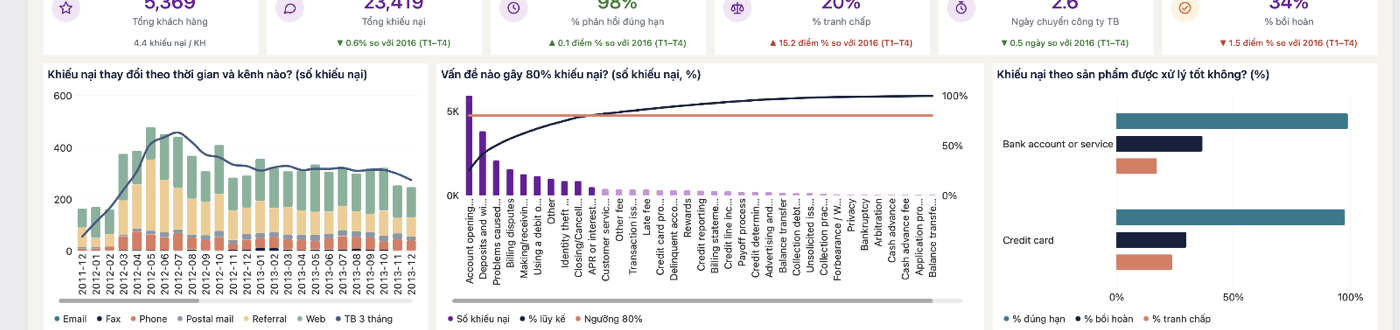 5,369
23,419
98%
20%
2.6
34%
Tổng khách hàng
Tổng khiếu nại
% phản hồi đúng hạn
% tranh chấp
Ngày chuyển công ty TB
% bồi hoàn
4.4 khiếu nại / KH
▼ 0.6% so với 2016 (T1–T4)
▲ 0.1 điểm % so với 2016 (T1–T4)
▲ 15.2 điểm % so với 2016 (T1–T4)
▼ 0.5 ngày so với 2016 (T1–T4)
▼ 1.5 điểm % so với 2016 (T1–T4)
Khiếu nại thay đổi theo thời gian và kênh nào? (số khiếu nại)
600
400
200
0
2011-12
2012-01
2012-02
2012-03
2012-04
2012-05
2012-06
2012-07
2012-08
2012-09
2012-10
2012-11
2012-12
2013-01
2013-02
2013-03
2013-04
2013-05
2013-06
2013-07
2013-08
2013-09
2013-10
2013-11
2013-12
Email
Fax
Phone
Postal mail
Referral
Web
TB 3 tháng
Vấn đề nào gây 80% khiếu nại? (số khiếu nại, %)
5K
0K
100%
50%
0%
Account opening...
Deposits and wi...
Problems caused...
Billing disputes
Making/receivin...
Using a debit o...
Other
Identity theft ...
Closing/Cancell...
APR or interest...
Customer servic...
Other fee
Transaction iss...
Late fee
Credit card pro...
Delinquent acco...
Rewards
Credit reporting
Billing stateme...
Credit line inc...
Payoff process
Credit determin...
Advertising and...
Balance transfer
Collection debt...
Unsolicited iss...
Collection prac...
Forbearance / W...
Privacy
Bankruptcy
Arbitration
Cash advance
Cash advance fee
Application pro...
Balance transfe...
Số khiếu nại
% lũy kế
Ngưỡng 80%
Khiếu nại theo sản phẩm được xử lý tốt không? (%)
Bank account or service
Credit card
0%
50%
100%
% đúng hạn
% bồi hoàn
% tranh chấp